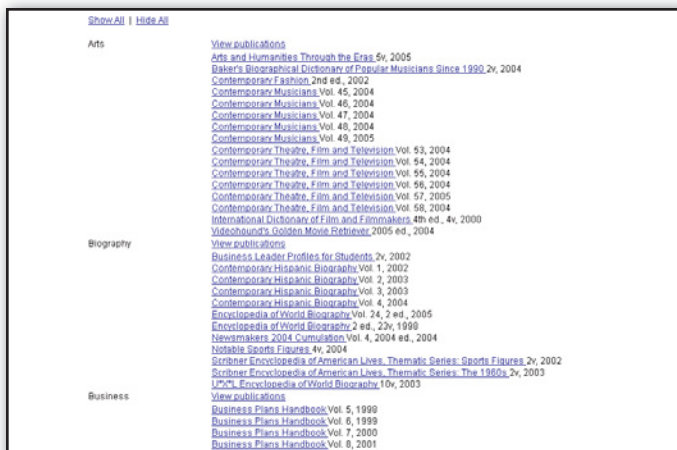 Show All | Hide All
Arts View publications
Arts and Humanities Through the Eras 5v, 2005
Baker's Biographical Dictionary of Popular Musicians Since 1990 2v, 2004
Contemporary Fashion 2nd ed., 2002
Contemporary Musicians Vol. 45, 2004
Contemporary Musicians Vol. 46, 2004
Contemporary Musicians Vol. 47, 2004
Contemporary Musicians Vol. 48, 2004
Contemporary Musicians Vol. 49, 2005
Contemporary Theatre, Film and Television Vol. 53, 2004
Contemporary Theatre, Film and Television Vol. 54, 2004
Contemporary Theatre, Film and Television Vol. 55, 2004
Contemporary Theatre, Film and Television Vol. 56, 2004
Contemporary Theatre, Film and Television Vol. 57, 2005
Contemporary Theatre, Film and Television Vol. 58, 2004
International Dictionary of Film and Filmmakers 4th ed., 4v, 2000
Videohound's Golden Movie Retriever 2005 ed., 2004
Biography View publications
Business Leader Profiles for Students 2v, 2002
Contemporary Hispanic Biography Vol. 1, 2002
Contemporary Hispanic Biography Vol. 2, 2003
Contemporary Hispanic Biography Vol. 3, 2003
Contemporary Hispanic Biography Vol. 4, 2004
Encyclopedia of World Biography Vol. 24, 2 ed., 2005
Encyclopedia of World Biography 2 ed., 23v, 1998
Newsmakers 2004 Cumulation Vol. 4, 2004 ed., 2004
Notable Sports Figures 4v, 2004
Scribner Encyclopedia of American Lives, Thematic Series: Sports Figures 2v, 2002
Scribner Encyclopedia of American Lives, Thematic Series: The 1960s 2v, 2003
U*X*L Encyclopedia of World Biography 10v, 2003
Business View publications
Business Plans Handbook Vol. 5, 1998
Business Plans Handbook Vol. 6, 1999
Business Plans Handbook Vol. 7, 2000
Business Plans Handbook Vol. 8, 2001